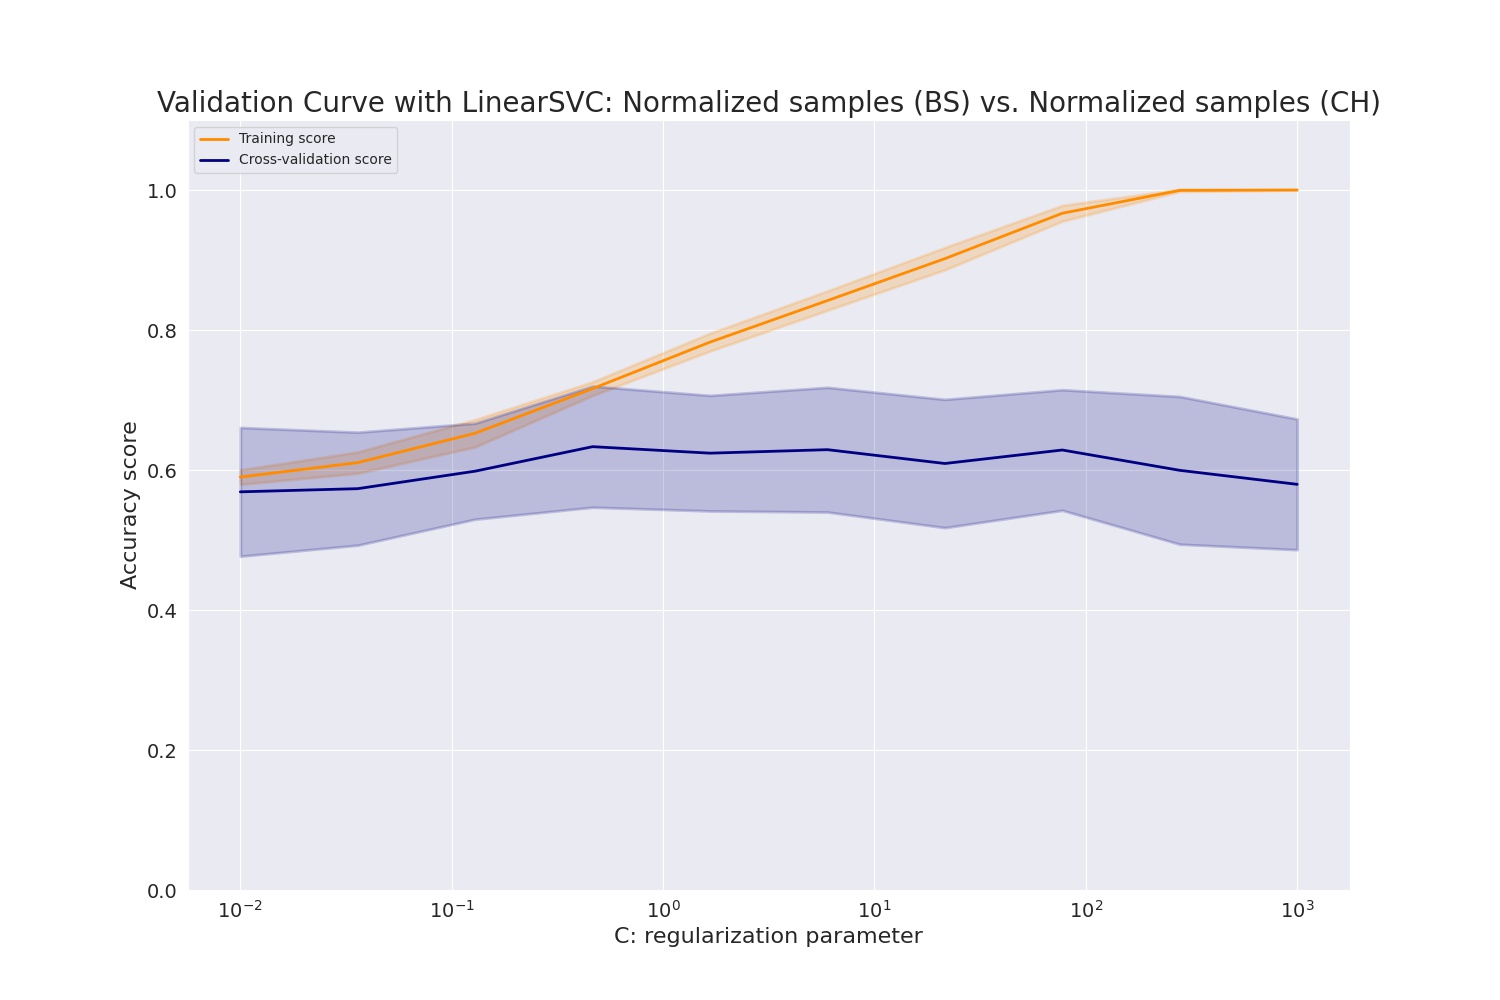 Validation Curve with LinearSVC: Normalized samples (BS) vs. Normalized samples (CH)
Training score
Cross-validation score
1.0
0.8
0.6
0.4
0.2
0.0
Accuracy score
10⁻² 10⁻¹ 10⁰ 10¹ 10² 10³
C: regularization parameter